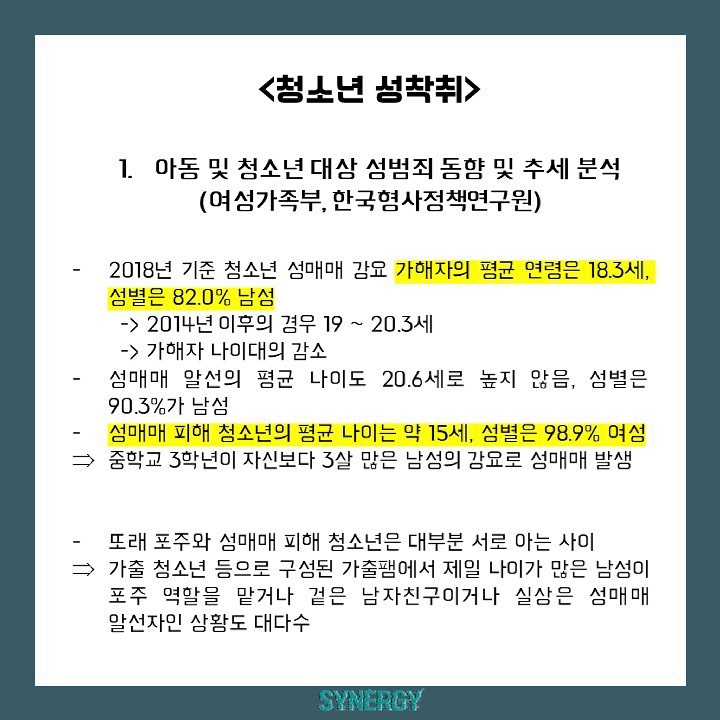 <청소년 성착취>
1. 아동 및 청소년 대상 성범죄 동향 및 추세 분석
(여성가족부, 한국형사정책연구원)
- 2018년 기준 청소년 성매매 강요 가해자의 평균 연령은 18.3세,
성별은 82.0% 남성
-> 2014년 이후의 경우 19 ~ 20.3세
-> 가해자 나이대의 감소
- 성매매 알선의 평균 나이도 20.6세로 높지 않음, 성별은
90.3%가 남성
- 성매매 피해 청소년의 평균 나이는 약 15세, 성별은 98.9% 여성
⇒ 중학교 3학년이 자신보다 3살 많은 남성의 강요로 성매매 발생
- 또래 포주와 성매매 피해 청소년은 대부분 서로 아는 사이
⇒ 가출 청소년 등으로 구성된 가출팸에서 제일 나이가 많은 남성이
포주 역할을 맡거나 겉은 남자친구이거나 실상은 성매매
알선자인 상황도 대다수
SYNERGY